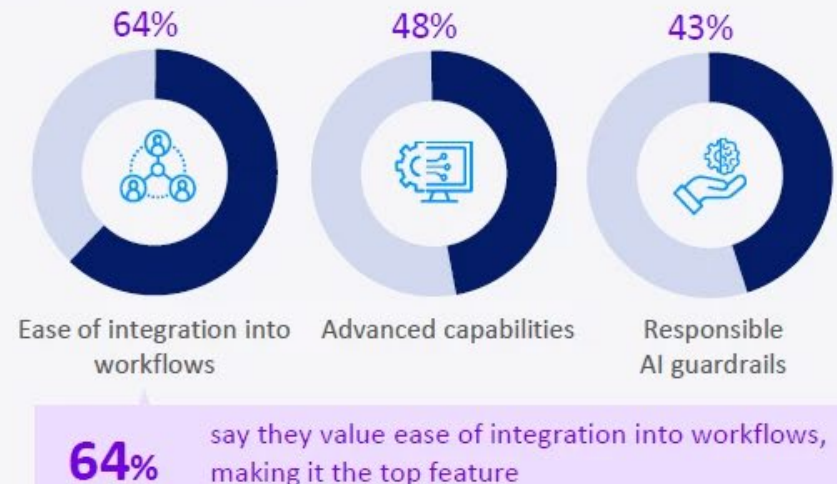 64%
48%
43%
Ease of integration into
workflows
Advanced capabilities
Responsible
AI guardrails
64%
say they value ease of integration into workflows,
making it the top feature